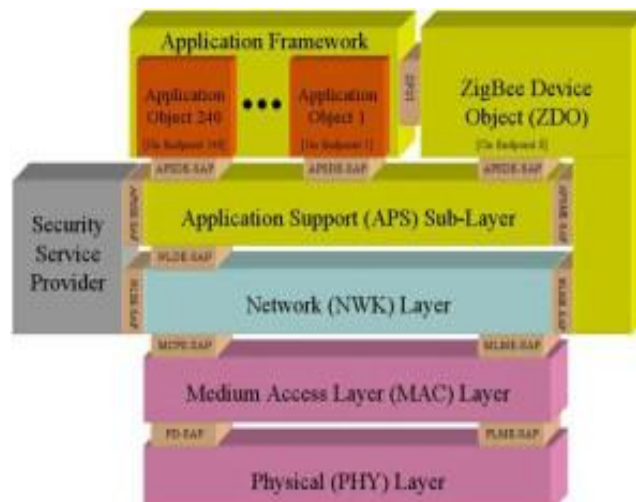 Application Framework
Application
Object 240
[On Endpoint 240]
Application
Object 1
[On Endpoint 1]
ZigBee Device
Object (ZDO)
[On Endpoint 0]
APSDE-SAP
APSDE-SAP
APSDE-SAP
Security
Service
Provider
Application Support (APS) Sub-Layer
NLDE-SAP
Network (NWK) Layer
MCPS-SAP
MLME-SAP
Medium Access Layer (MAC) Layer
PD-SAP
PLME-SAP
Physical (PHY) Layer